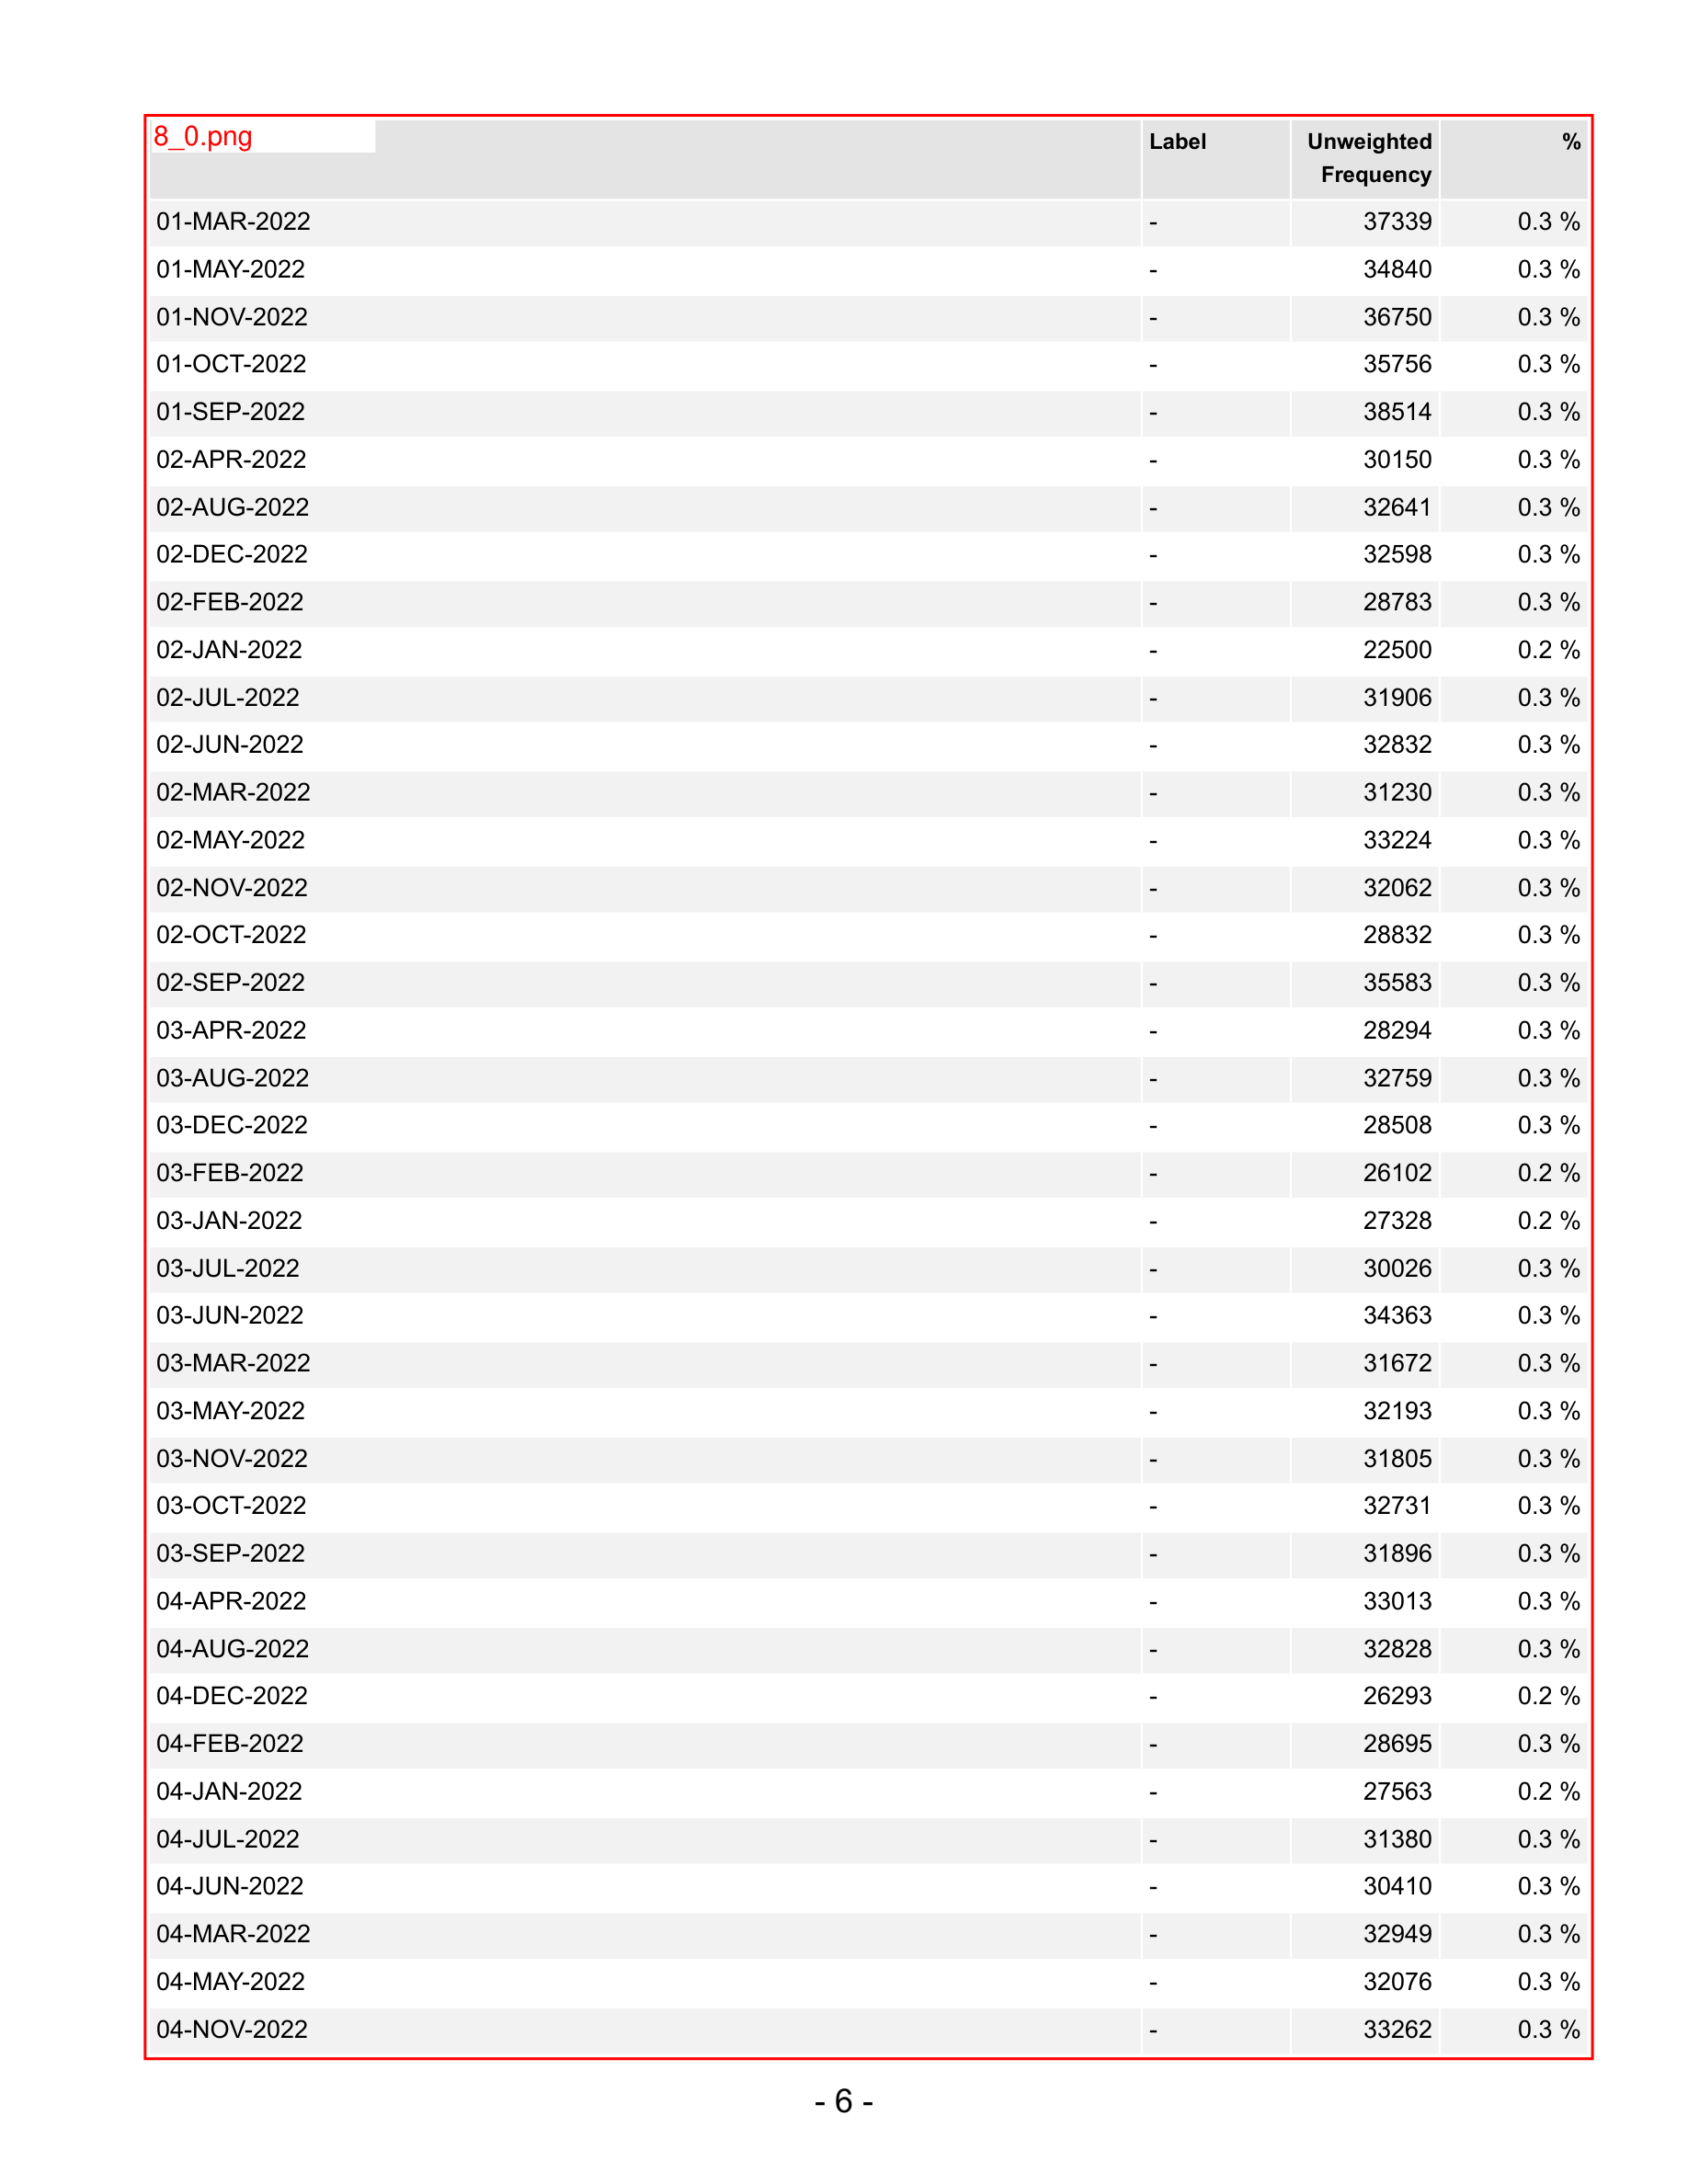 8_0.png
Label Unweighted Frequency %
01-MAR-2022 - 37339 0.3 %
01-MAY-2022 - 34840 0.3 %
01-NOV-2022 - 36750 0.3 %
01-OCT-2022 - 35756 0.3 %
01-SEP-2022 - 38514 0.3 %
02-APR-2022 - 30150 0.3 %
02-AUG-2022 - 32641 0.3 %
02-DEC-2022 - 32598 0.3 %
02-FEB-2022 - 28783 0.3 %
02-JAN-2022 - 22500 0.2 %
02-JUL-2022 - 31906 0.3 %
02-JUN-2022 - 32832 0.3 %
02-MAR-2022 - 31230 0.3 %
02-MAY-2022 - 33224 0.3 %
02-NOV-2022 - 32062 0.3 %
02-OCT-2022 - 28832 0.3 %
02-SEP-2022 - 35583 0.3 %
03-APR-2022 - 28294 0.3 %
03-AUG-2022 - 32759 0.3 %
03-DEC-2022 - 28508 0.3 %
03-FEB-2022 - 26102 0.2 %
03-JAN-2022 - 27328 0.2 %
03-JUL-2022 - 30026 0.3 %
03-JUN-2022 - 34363 0.3 %
03-MAR-2022 - 31672 0.3 %
03-MAY-2022 - 32193 0.3 %
03-NOV-2022 - 31805 0.3 %
03-OCT-2022 - 32731 0.3 %
03-SEP-2022 - 31896 0.3 %
04-APR-2022 - 33013 0.3 %
04-AUG-2022 - 32828 0.3 %
04-DEC-2022 - 26293 0.2 %
04-FEB-2022 - 28695 0.3 %
04-JAN-2022 - 27563 0.2 %
04-JUL-2022 - 31380 0.3 %
04-JUN-2022 - 30410 0.3 %
04-MAR-2022 - 32949 0.3 %
04-MAY-2022 - 32076 0.3 %
04-NOV-2022 - 33262 0.3 %
- 6 -